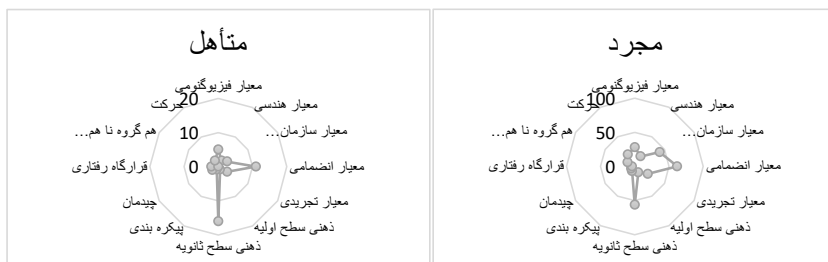 مجرد
معیار فیزیوگنومی
معیار هندسی
معیار سازمان...
معیار انضمامی
معیار تجریدی
ذهنی سطح اولیه
ذهنی سطح ثانویه
پیکره بندی
چیدمان
قرارگاه رفتاری
هم گروه نا هم...
حرکت
100
50
0
متأهل
معیار فیزیوگنومی
معیار هندسی
معیار سازمان...
معیار انضمامی
معیار تجریدی
ذهنی سطح اولیه
ذهنی سطح ثانویه
پیکره بندی
چیدمان
قرارگاه رفتاری
هم گروه نا هم...
حرکت
20
10
0